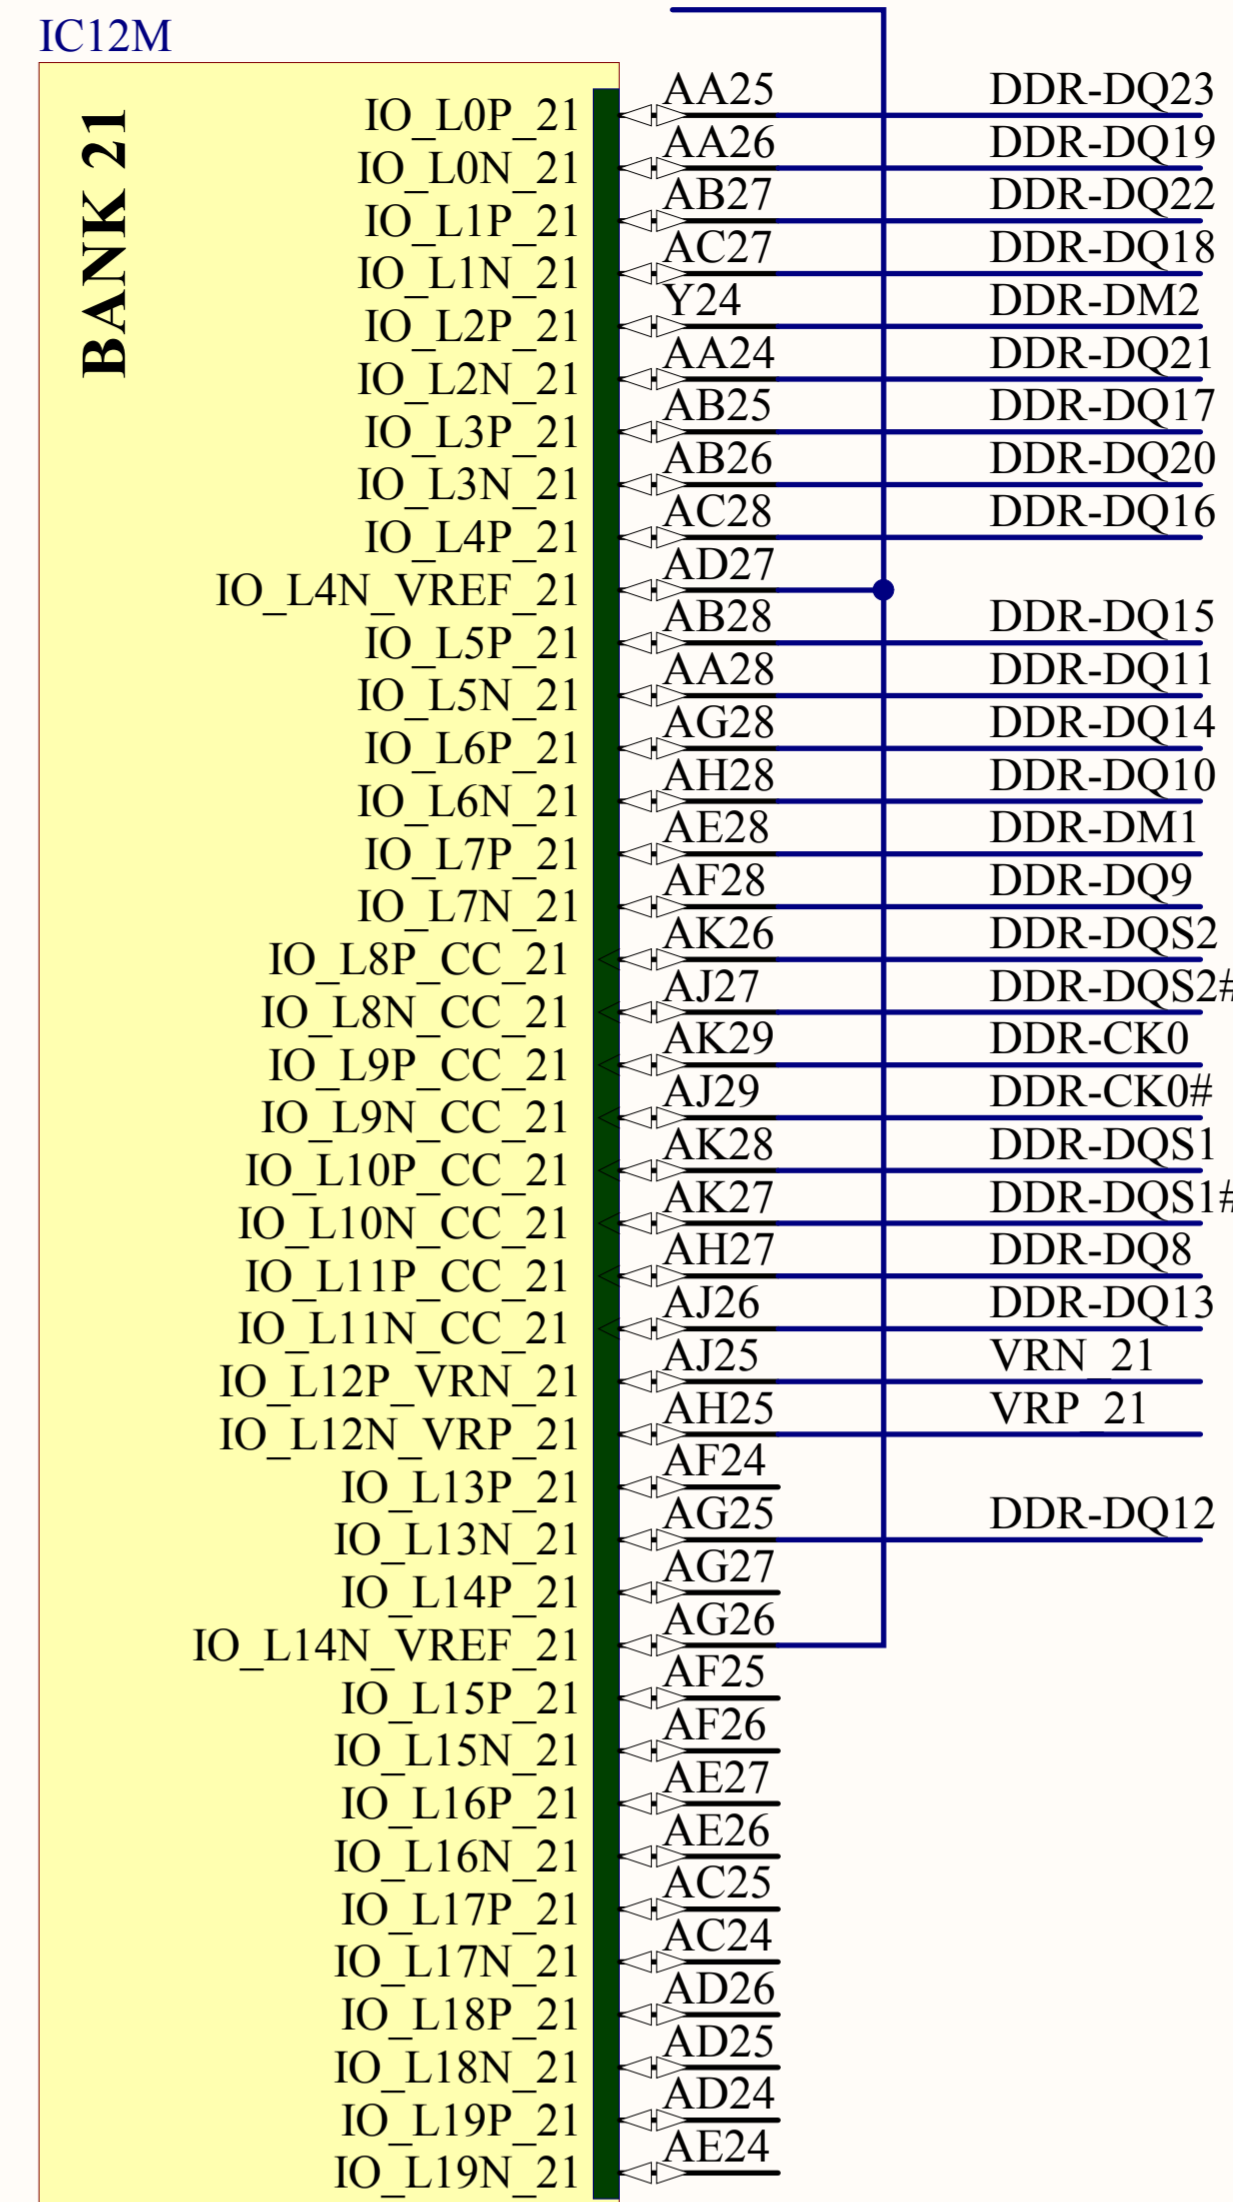 IC12M
BANK 21
IO_L0P_21 AA25 DDR-DQ23
IO_L0N_21 AA26 DDR-DQ19
IO_L1P_21 AB27 DDR-DQ22
IO_L1N_21 AC27 DDR-DQ18
IO_L2P_21 Y24 DDR-DM2
IO_L2N_21 AA24 DDR-DQ21
IO_L3P_21 AB25 DDR-DQ17
IO_L3N_21 AB26 DDR-DQ20
IO_L4P_21 AC28 DDR-DQ16
IO_L4N_VREF_21 AD27
IO_L5P_21 AB28 DDR-DQ15
IO_L5N_21 AA28 DDR-DQ11
IO_L6P_21 AG28 DDR-DQ14
IO_L6N_21 AH28 DDR-DQ10
IO_L7P_21 AE28 DDR-DM1
IO_L7N_21 AF28 DDR-DQ9
IO_L8P_CC_21 AK26 DDR-DQS2
IO_L8N_CC_21 AJ27 DDR-DQS2#
IO_L9P_CC_21 AK29 DDR-CK0
IO_L9N_CC_21 AJ29 DDR-CK0#
IO_L10P_CC_21 AK28 DDR-DQS1
IO_L10N_CC_21 AK27 DDR-DQS1#
IO_L11P_CC_21 AH27 DDR-DQ8
IO_L11N_CC_21 AJ26 DDR-DQ13
IO_L12P_VRN_21 AJ25 VRN_21
IO_L12N_VRP_21 AH25 VRP_21
IO_L13P_21 AF24
IO_L13N_21 AG25 DDR-DQ12
IO_L14P_21 AG27
IO_L14N_VREF_21 AG26
IO_L15P_21 AF25
IO_L15N_21 AF26
IO_L16P_21 AE27
IO_L16N_21 AE26
IO_L17P_21 AC25
IO_L17N_21 AC24
IO_L18P_21 AD26
IO_L18N_21 AD25
IO_L19P_21 AD24
IO_L19N_21 AE24